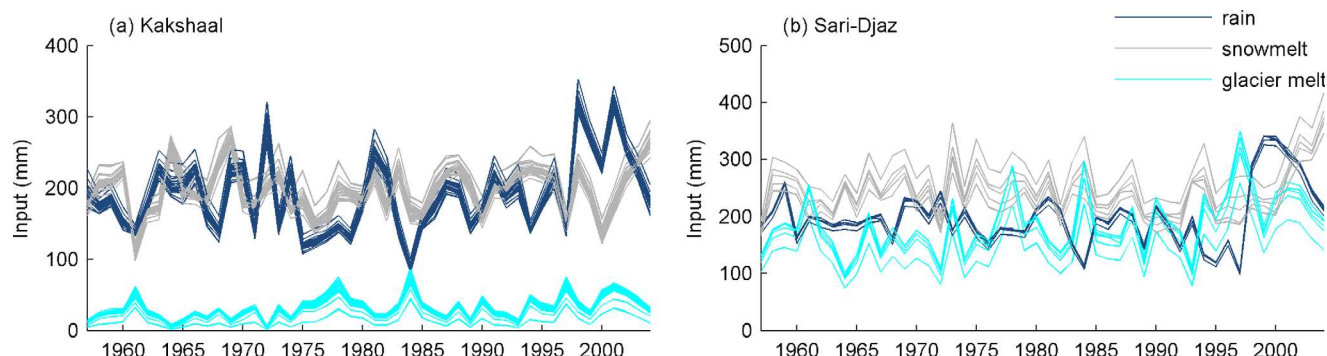 (a) Kakshaal
(b) Sari-Djaz
rain
snowmelt
glacier melt
Input (mm)
400
300
200
100
0
1960 1965 1970 1975 1980 1985 1990 1995 2000
Input (mm)
500
400
300
200
100
0
1960 1965 1970 1975 1980 1985 1990 1995 2000